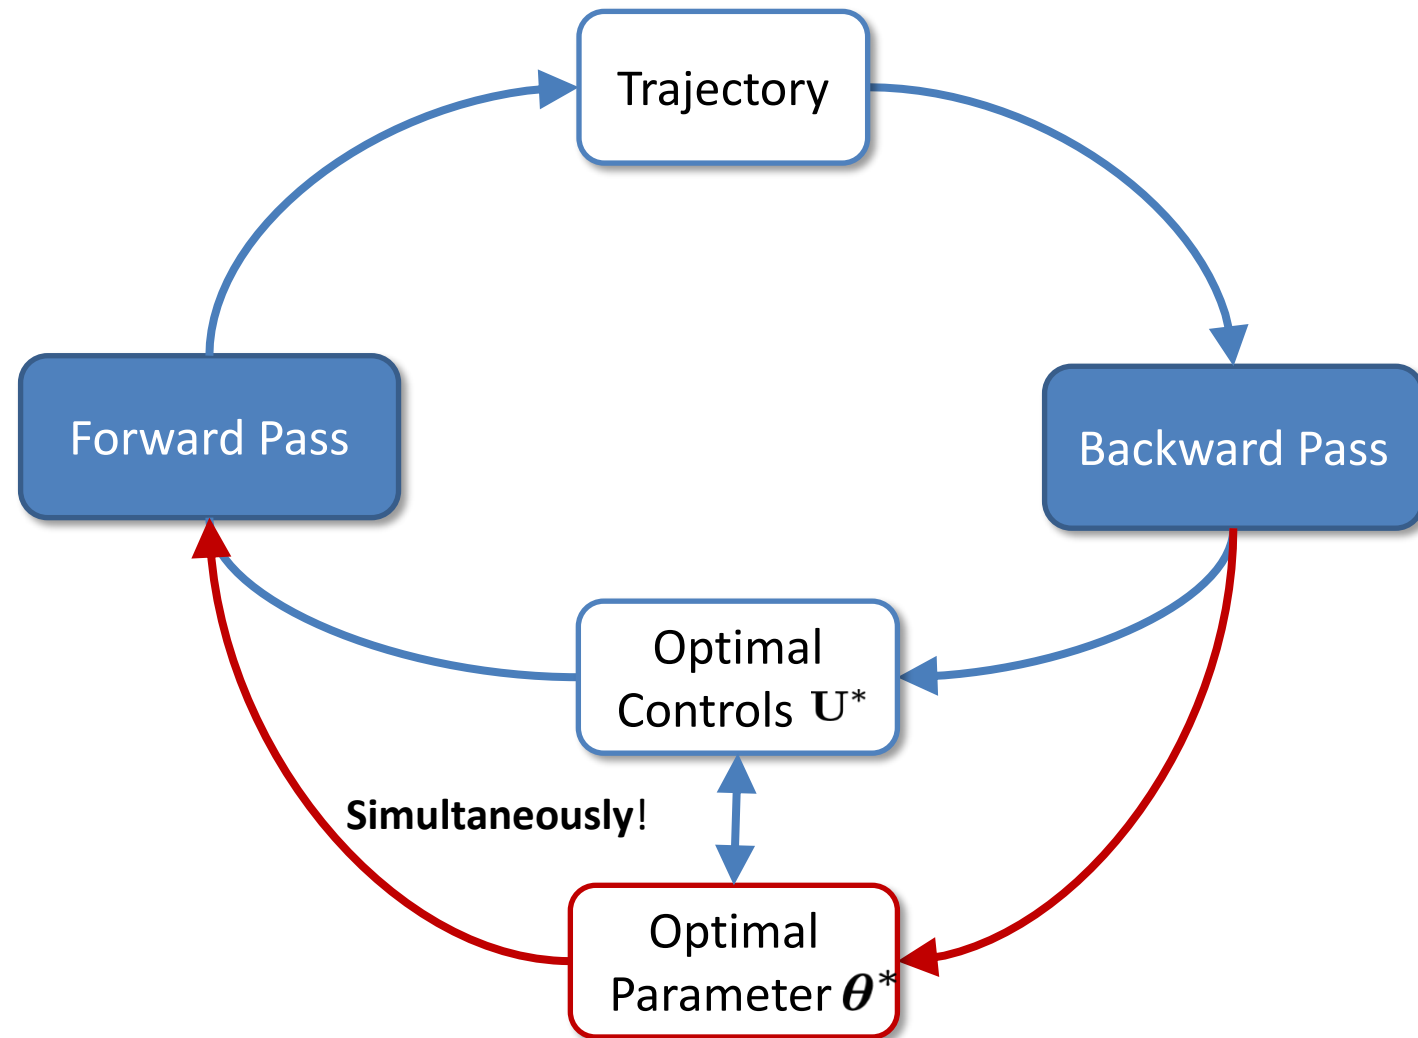 Trajectory
Forward Pass
Backward Pass
Optimal
Controls U*
Simultaneously!
Optimal
Parameter θ*